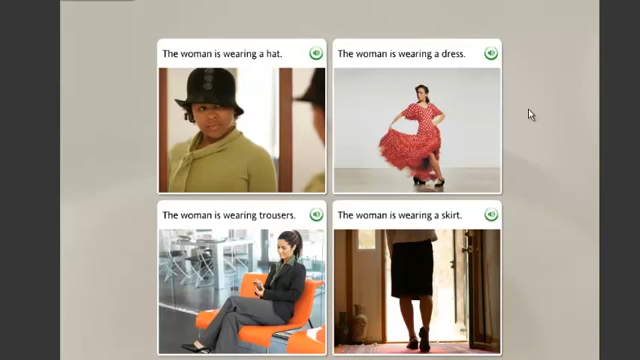 The woman is wearing a hat.
The woman is wearing a dress.
The woman is wearing trousers.
The woman is wearing a skirt.